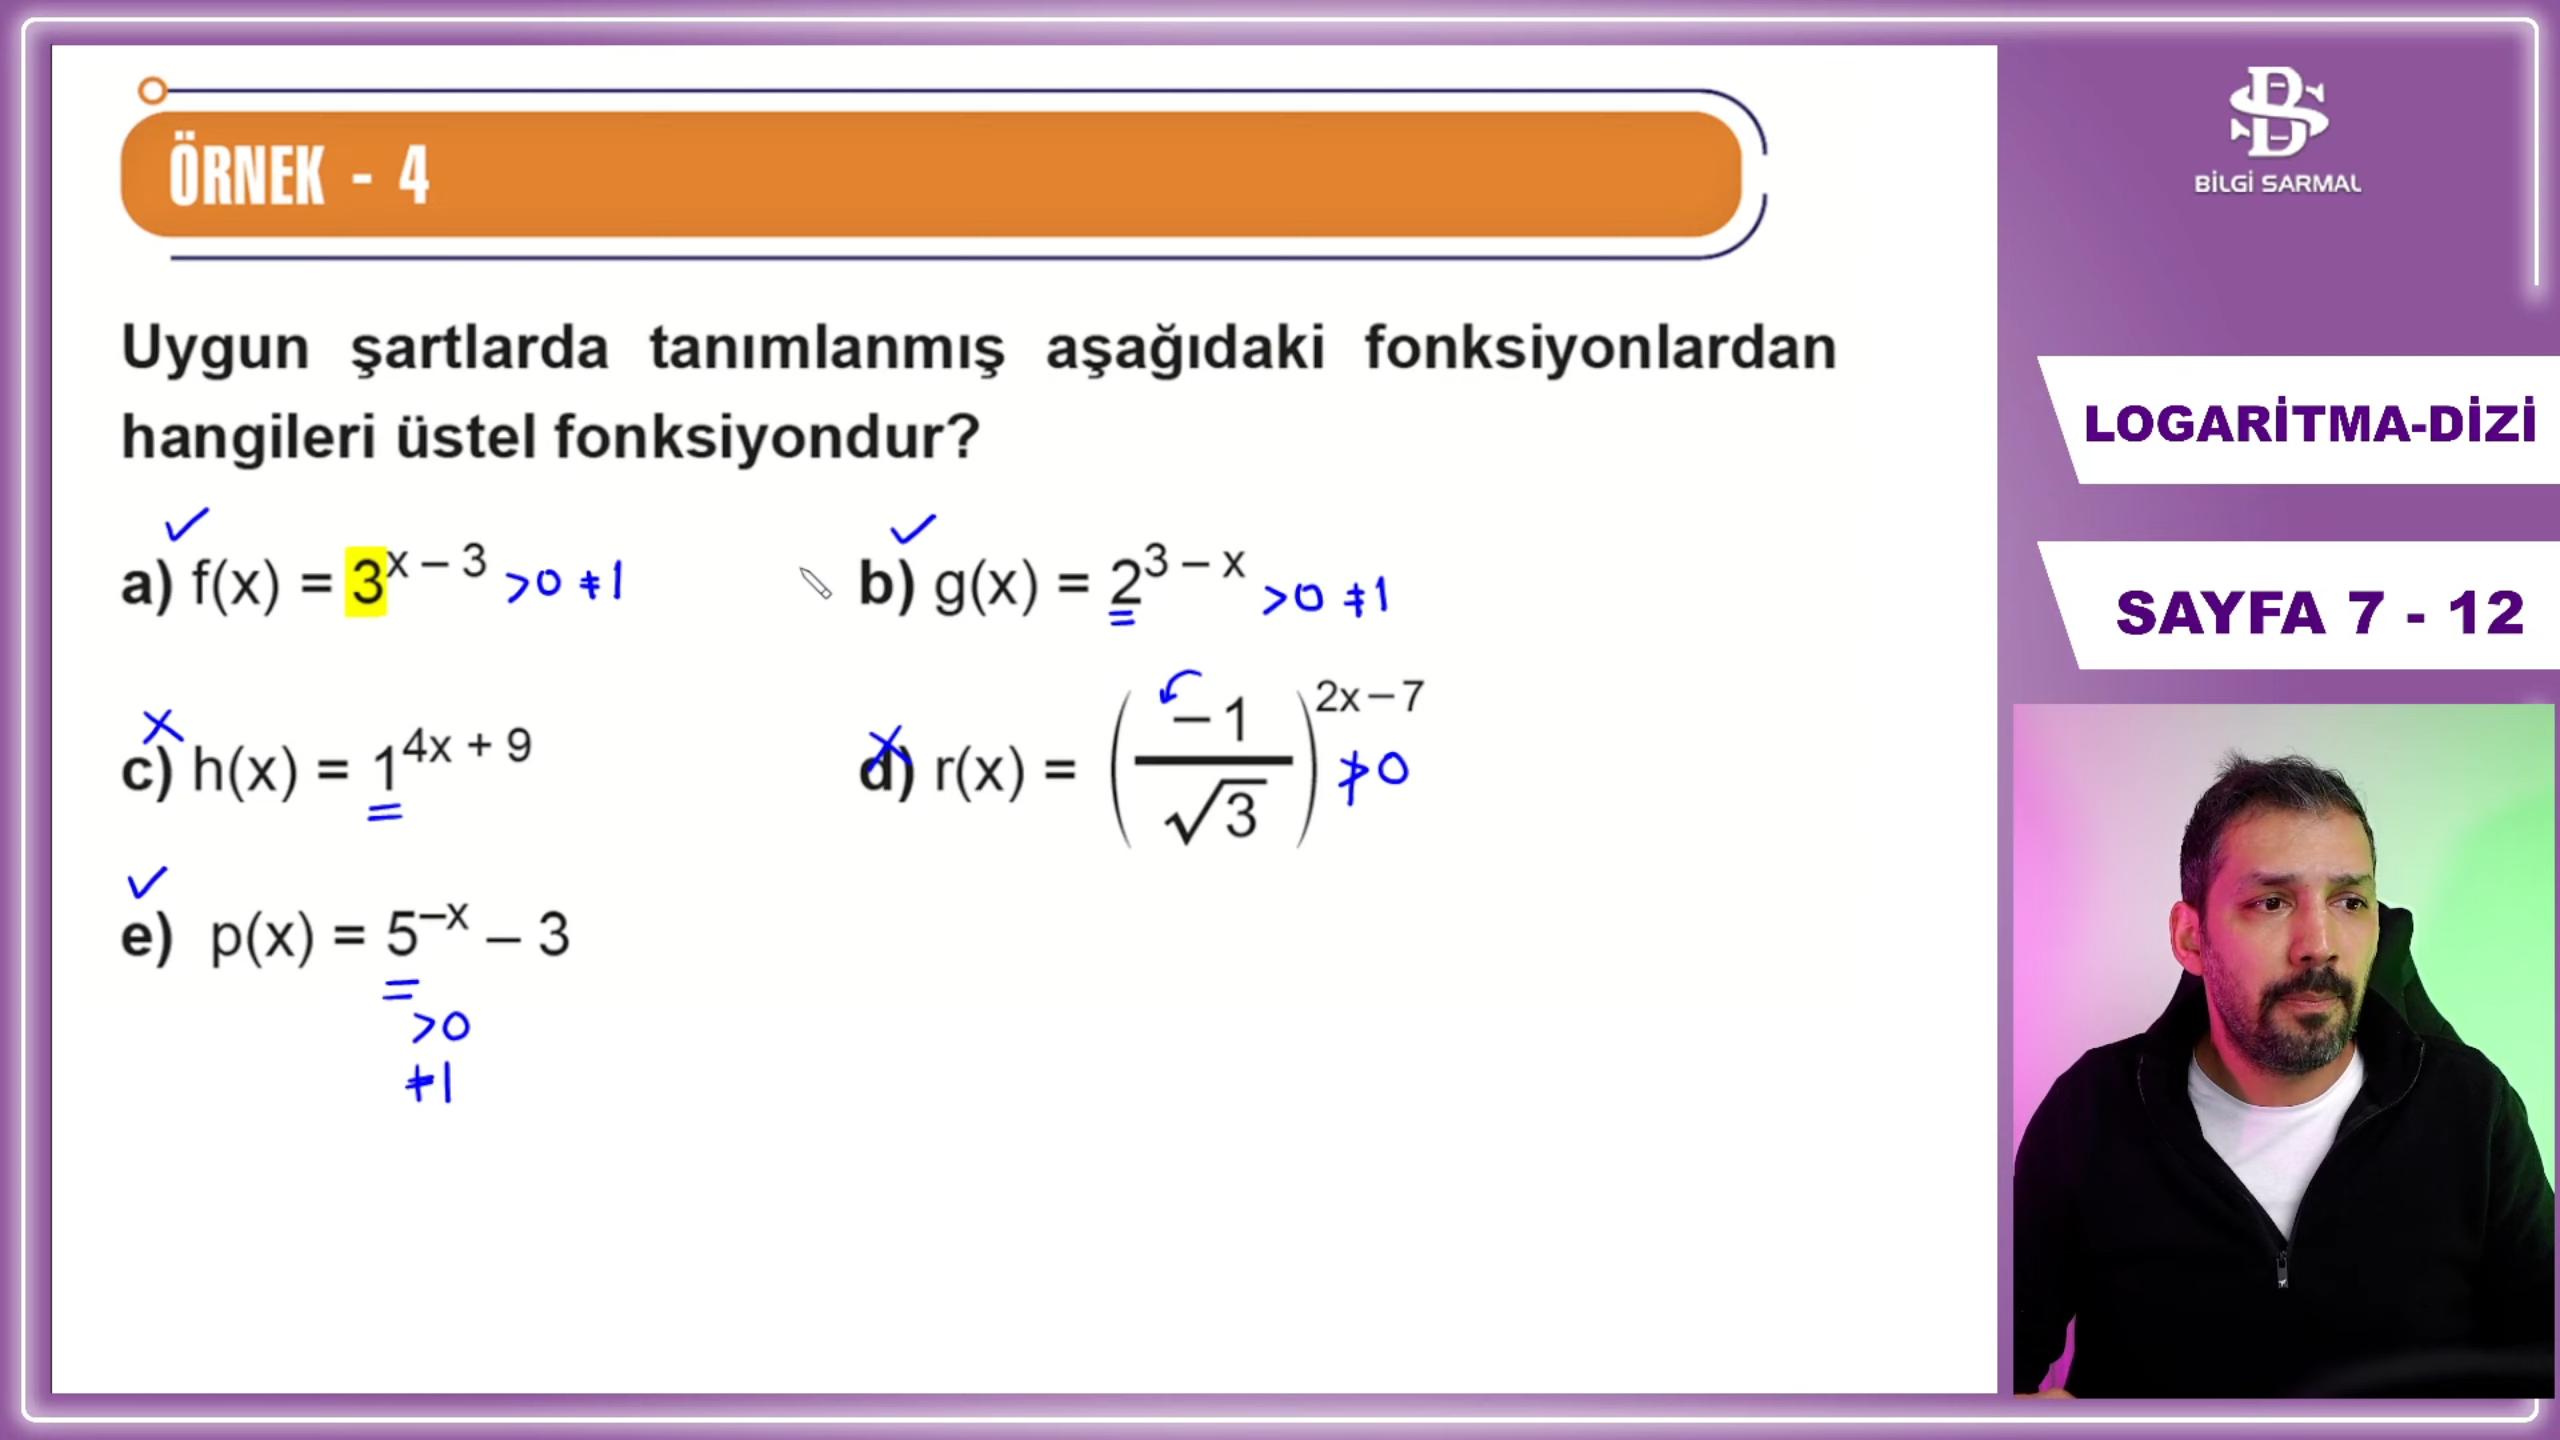 ÖRNEK - 4
BİLGİ SARMAL
Uygun şartlarda tanımlanmış aşağıdaki fonksiyonlardan
hangileri üstel fonksiyondur?
LOGARİTMA-DİZİ
SAYFA 7 - 12
✓ a) f(x) = 3^(x – 3) >0 ≠1
✓ b) g(x) = 2^(3 – x) >0 ≠1
X c) h(x) = 1^(4x + 9)
X d) r(x) = (–1/√3)^(2x – 7) ≯0
✓ e) p(x) = 5^(–x) – 3
>0
≠1